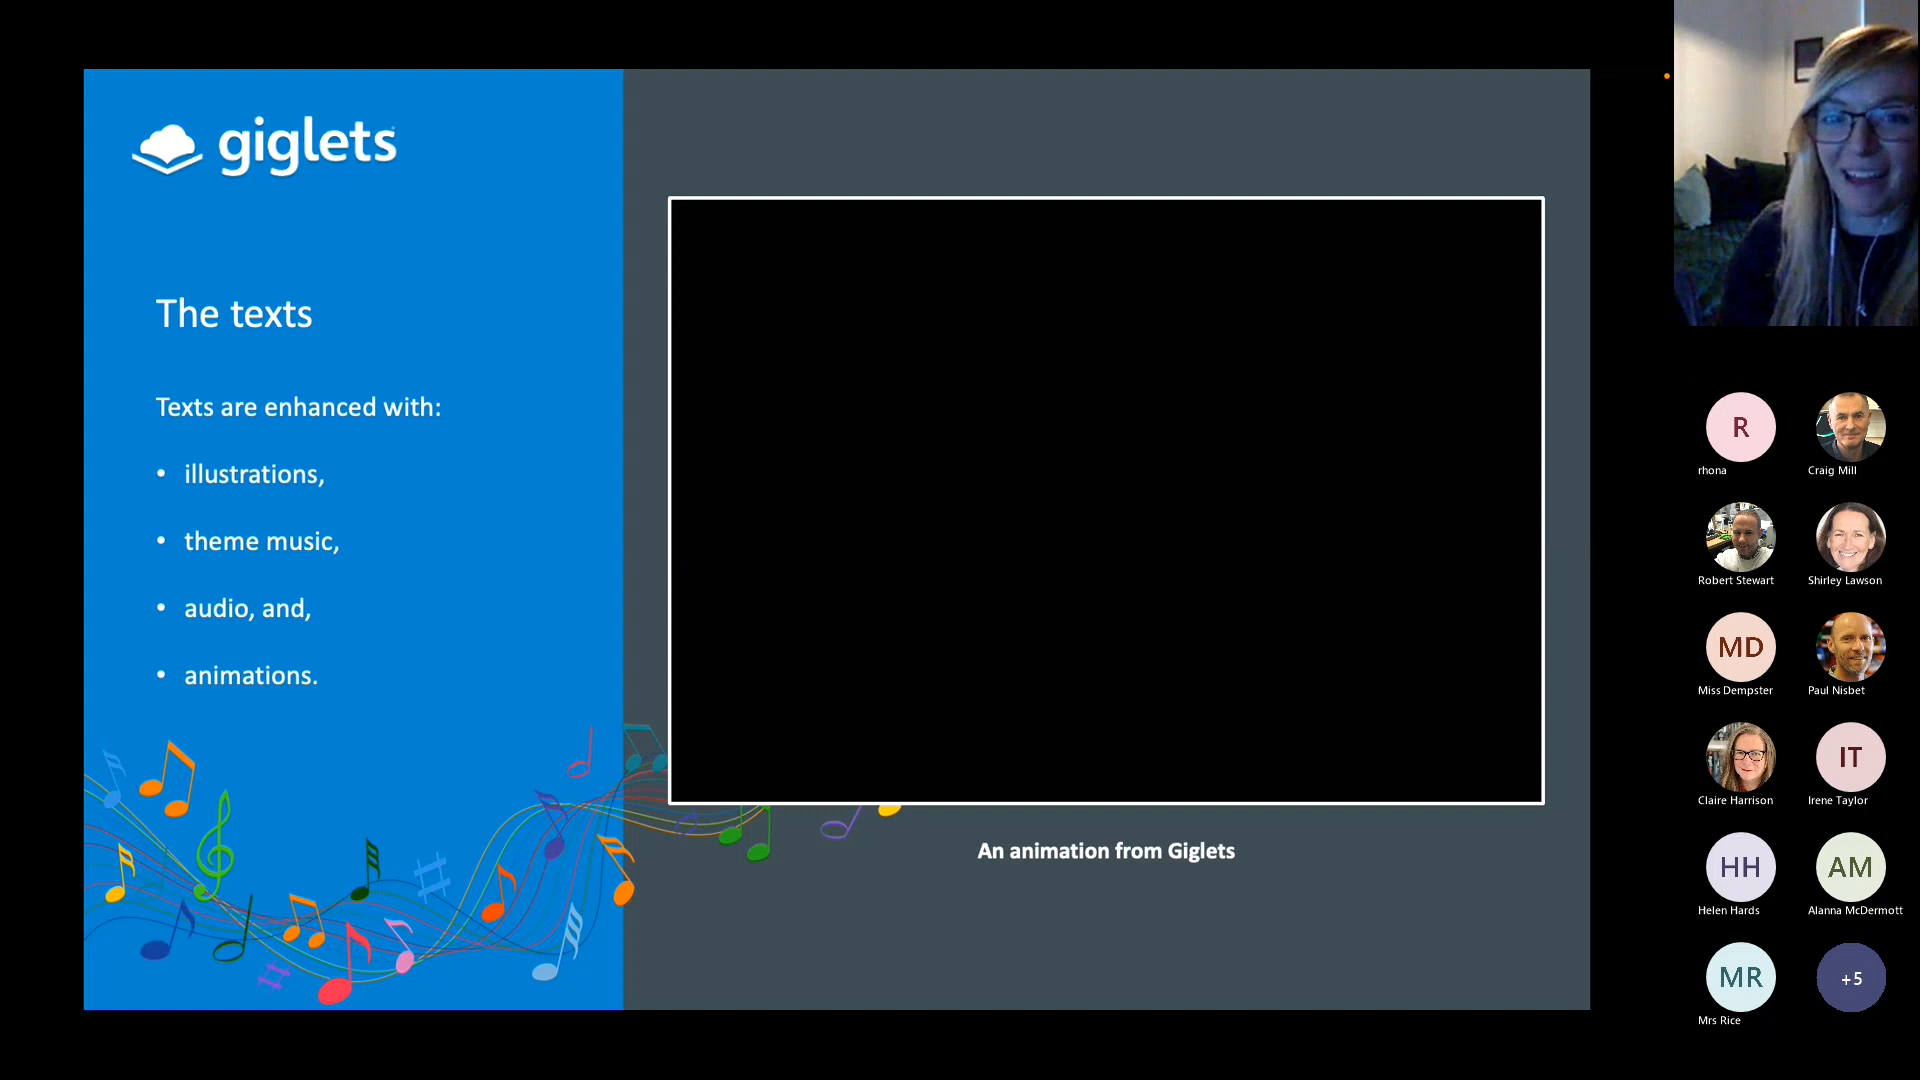 giglets
The texts
Texts are enhanced with:
• illustrations,
• theme music,
• audio, and,
• animations.
An animation from Giglets
R
rhona
Craig Mill
Robert Stewart
Shirley Lawson
MD
Miss Dempster
Paul Nisbet
Claire Harrison
IT
Irene Taylor
HH
Helen Hards
AM
Alanna McDermott
MR
Mrs Rice
+5